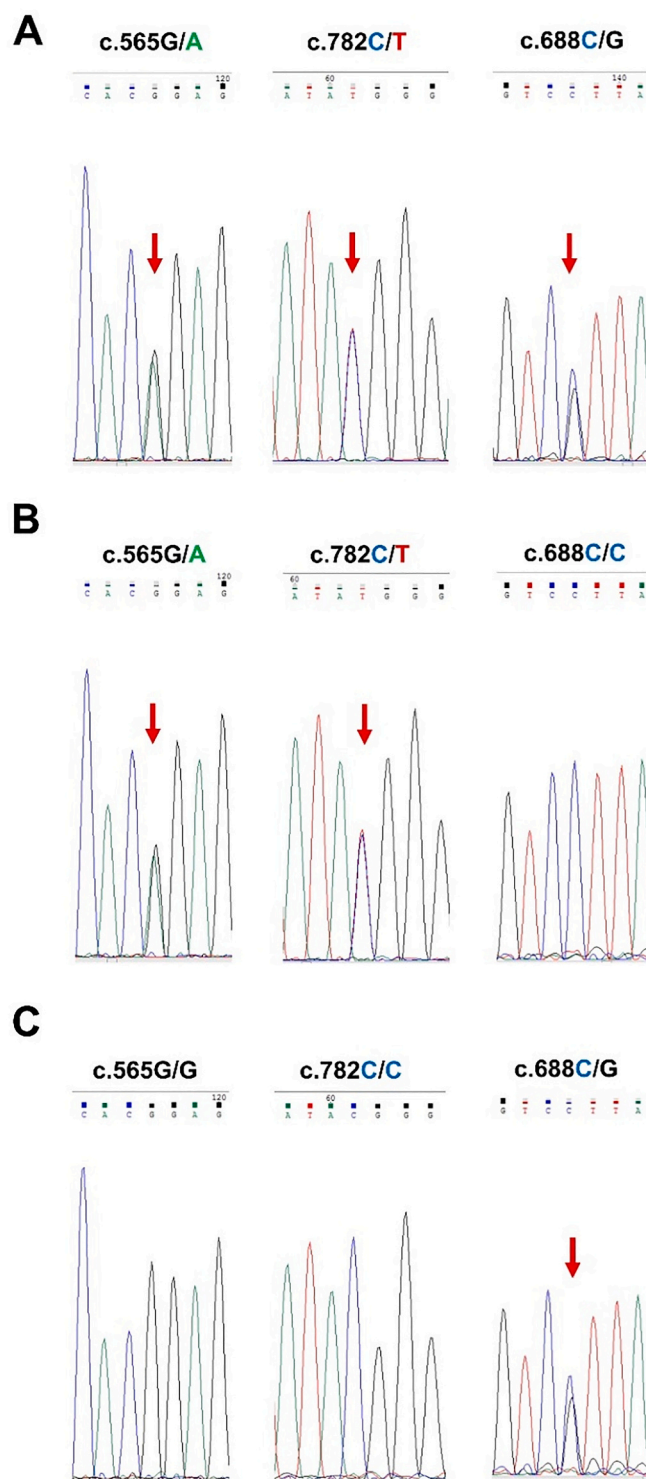 A
c.565G/A c.782C/T c.688C/G
120 60 140
C A C G G A G A T A T G G G G T C C T T A
B
c.565G/A c.782C/T c.688C/C
120 60
C A C G G A G A T A T G G G G T C C T T A
C
c.565G/G c.782C/C c.688C/G
120 60
C A C G G A G A T A C G G G G T C C T T A